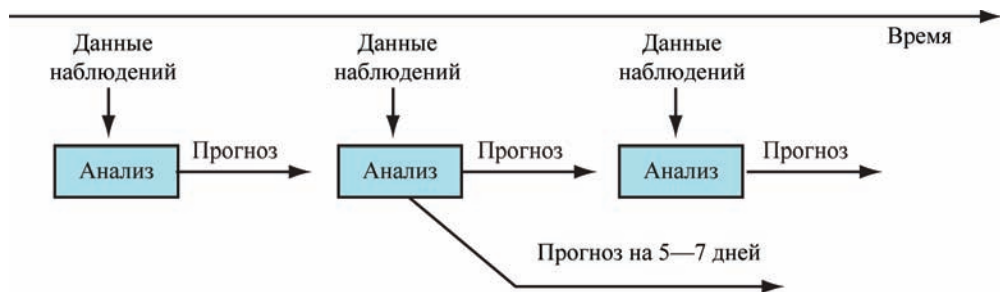 Время
Данные
наблюдений
Данные
наблюдений
Данные
наблюдений
Анализ
Прогноз
Анализ
Прогноз
Анализ
Прогноз
Прогноз на 5—7 дней